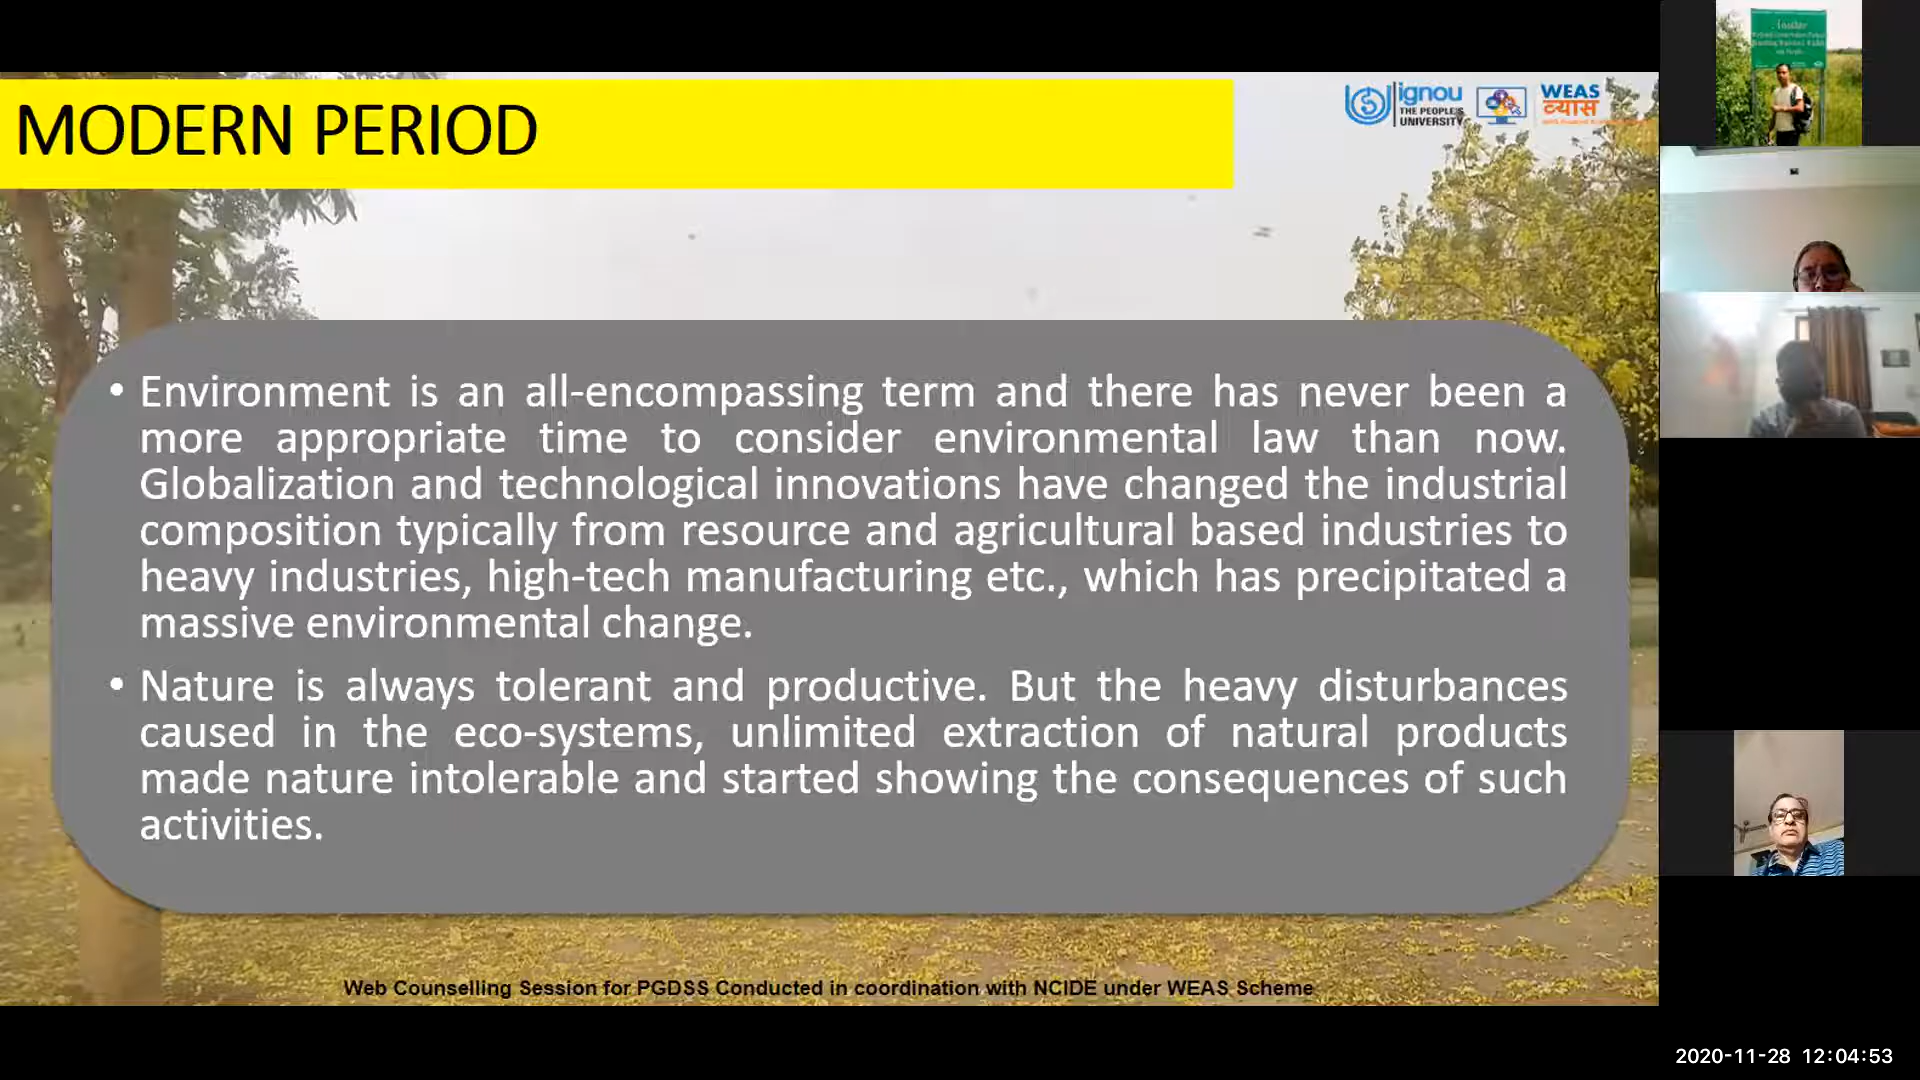 MODERN PERIOD
ignou
THE PEOPLE'S
UNIVERSITY
WEAS
व्यास
• Environment is an all-encompassing term and there has never been a
more appropriate time to consider environmental law than now.
Globalization and technological innovations have changed the industrial
composition typically from resource and agricultural based industries to
heavy industries, high-tech manufacturing etc., which has precipitated a
massive environmental change.
• Nature is always tolerant and productive. But the heavy disturbances
caused in the eco-systems, unlimited extraction of natural products
made nature intolerable and started showing the consequences of such
activities.
Web Counselling Session for PGDSS Conducted in coordination with NCIDE under WEAS Scheme
2020-11-28 12:04:53